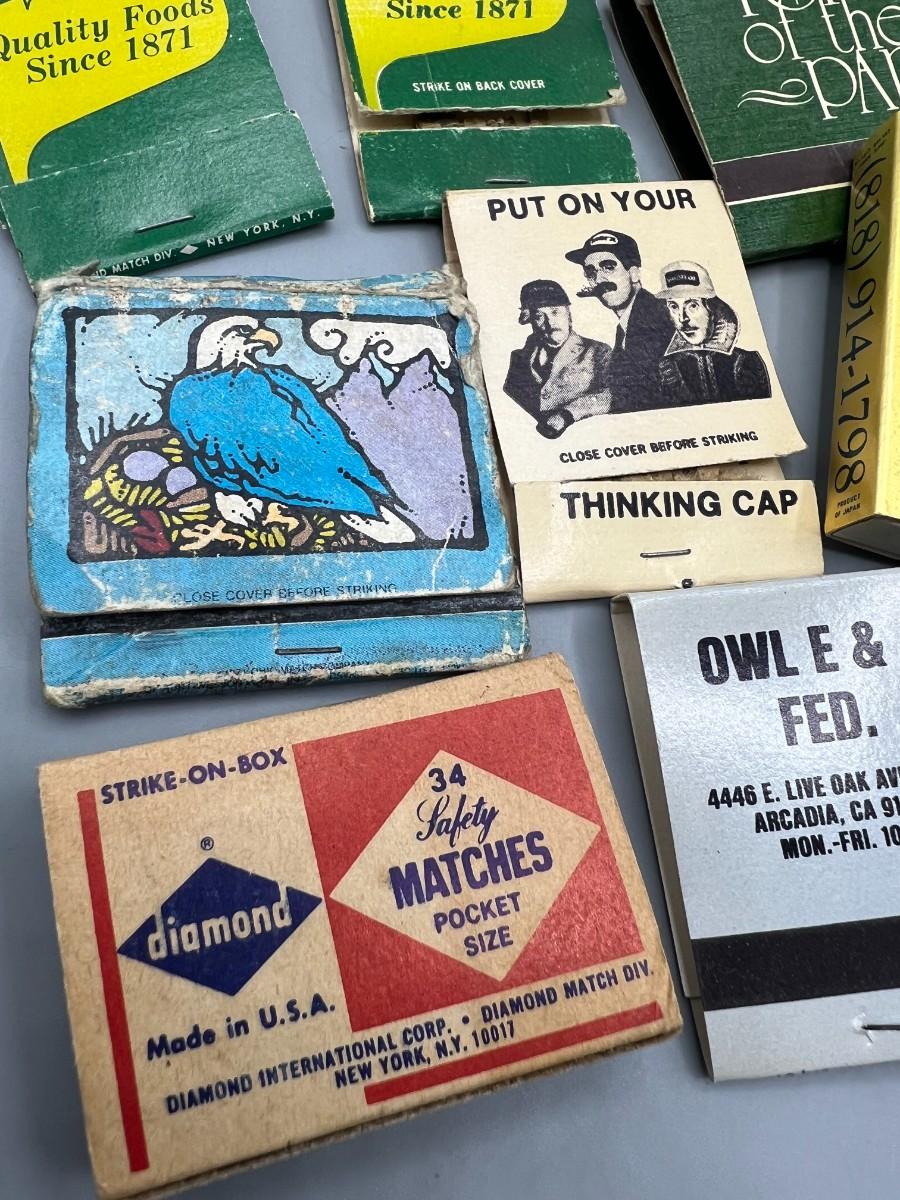 Quality Foods
Since 1871
MATCH DIV. NEW YORK, N.Y.
Since 1871
STRIKE ON BACK COVER
of the
PUT ON YOUR
CLOSE COVER BEFORE STRIKING
THINKING CAP
(818) 914-1798
PRODUCT
OF JAPAN
CLOSE COVER BEFORE STRIKING
OWL E &
FED.
4446 E. LIVE OAK AV
ARCADIA, CA 91
MON.-FRI. 10
STRIKE-ON-BOX
34
Safety
MATCHES
POCKET
SIZE
®
diamond
Made in U.S.A.
DIAMOND INTERNATIONAL CORP. • DIAMOND MATCH DIV.
NEW YORK, N.Y. 10017